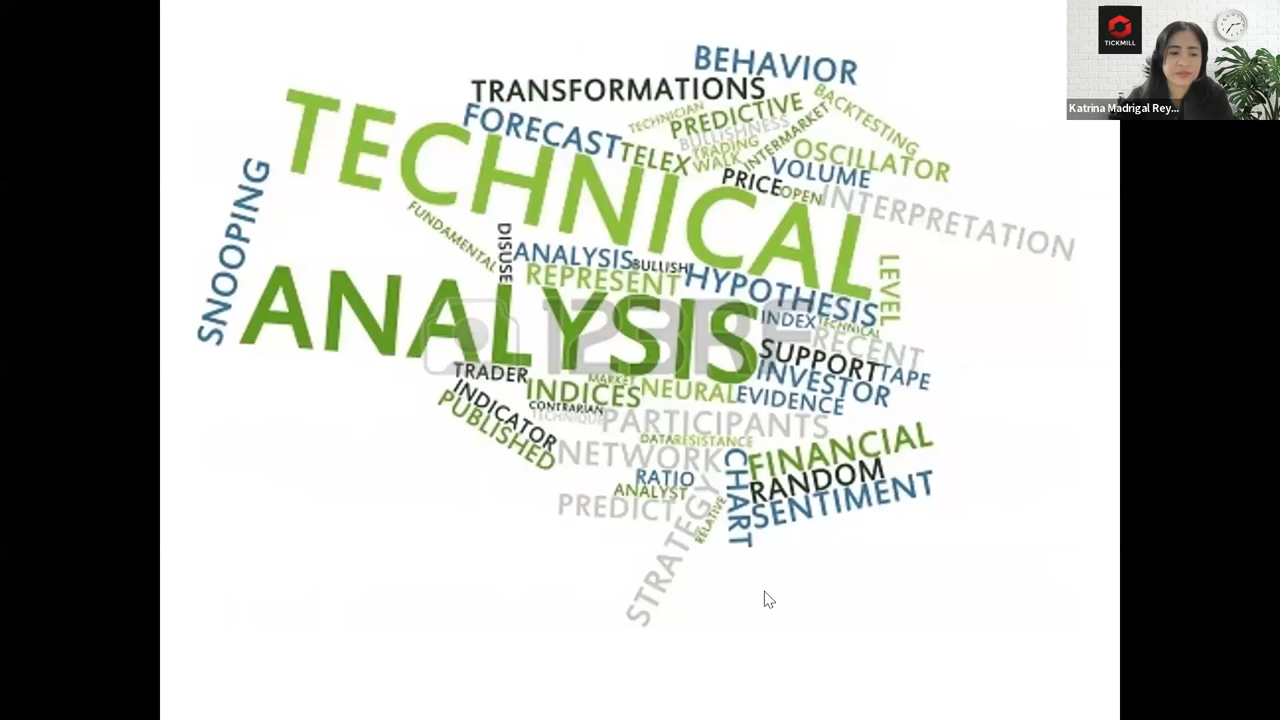 TICKMILL
Katrina Madrigal Rey...
BEHAVIOR
TRANSFORMATIONS
BACKTESTING
TECHNICIAN
PREDICTIVE
FORECAST
BULLISHNESS
INTERMARKET
TECHNICAL
TELEX
TRADING
WALK
OSCILLATOR
VOLUME
PRICE
OPEN
INTERPRETATION
SNOOPING
FUNDAMENTAL
DISUSE
ANALYSIS
BULLISH
HYPOTHESIS
LEVEL
REPRESENT
ANALYSIS
INDEX
TECHNICAL
RECENT
123RF
SUPPORT
TAPE
TRADER
INVESTOR
MARKET
INDICES
NEURAL
EVIDENCE
INDICATOR
CONTRARIAN
TECHNIQUE
PARTICIPANTS
PUBLISHED
DATA
RESISTANCE
NETWORK
CHART
FINANCIAL
RATIO
RANDOM
ANALYST
SENTIMENT
PREDICT
RELATIVE
STRATEGY